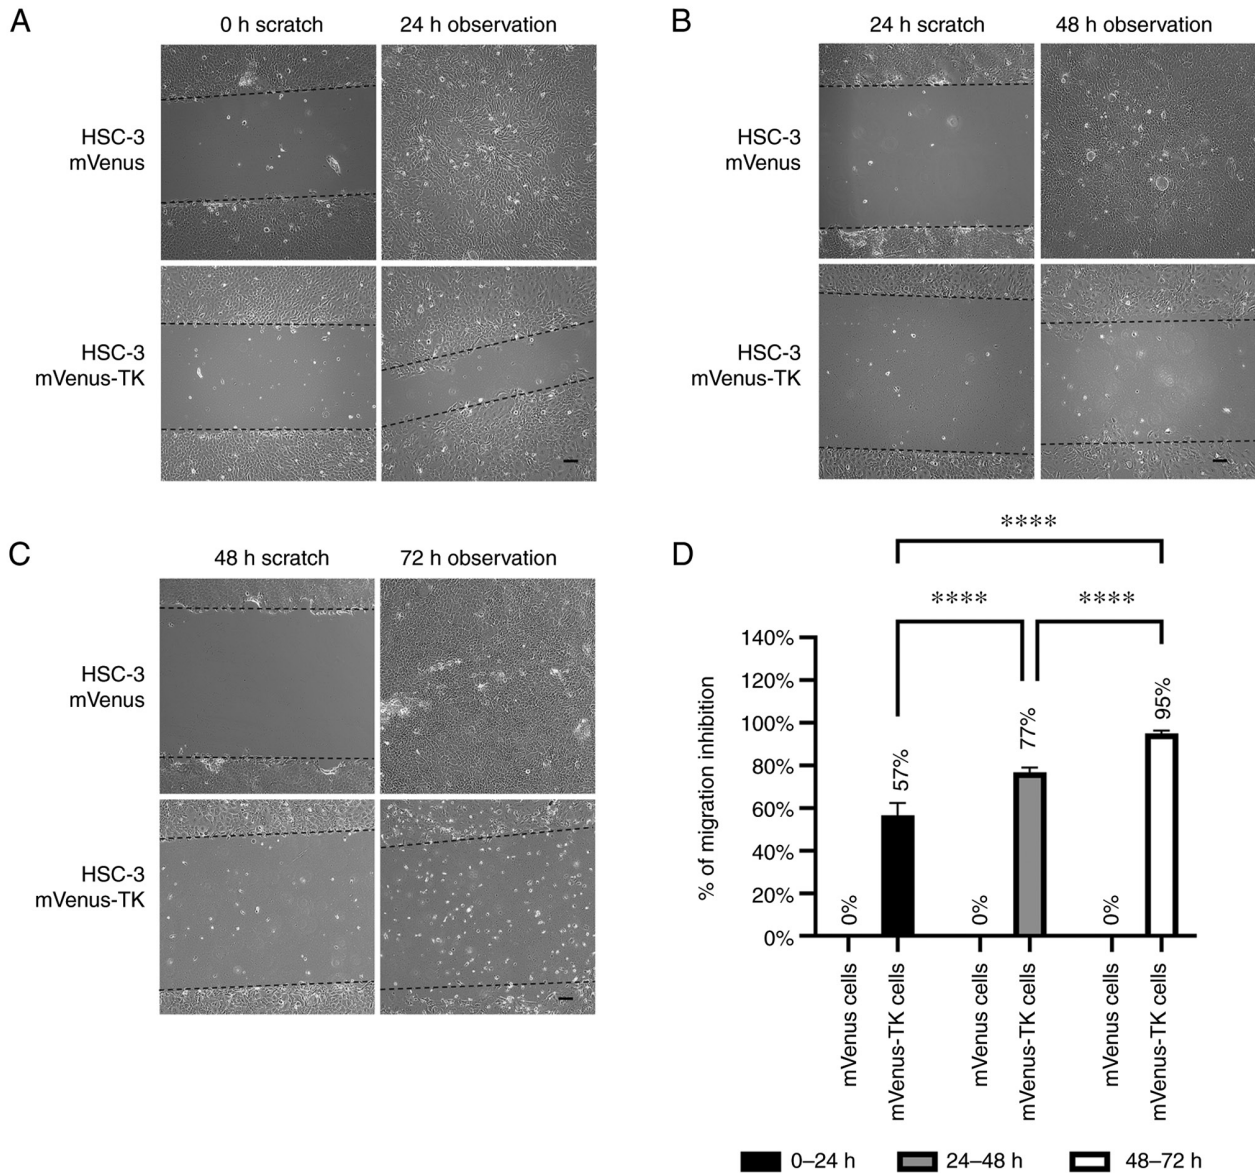 A
0 h scratch
24 h observation
HSC-3
mVenus
HSC-3
mVenus-TK
B
24 h scratch
48 h observation
HSC-3
mVenus
HSC-3
mVenus-TK
C
48 h scratch
72 h observation
HSC-3
mVenus
HSC-3
mVenus-TK
D
****
****
****
% of migration inhibition
140%
120%
100%
80%
60%
40%
20%
0%
0%
57%
0%
77%
0%
95%
mVenus cells
mVenus-TK cells
mVenus cells
mVenus-TK cells
mVenus cells
mVenus-TK cells
0–24 h
24–48 h
48–72 h